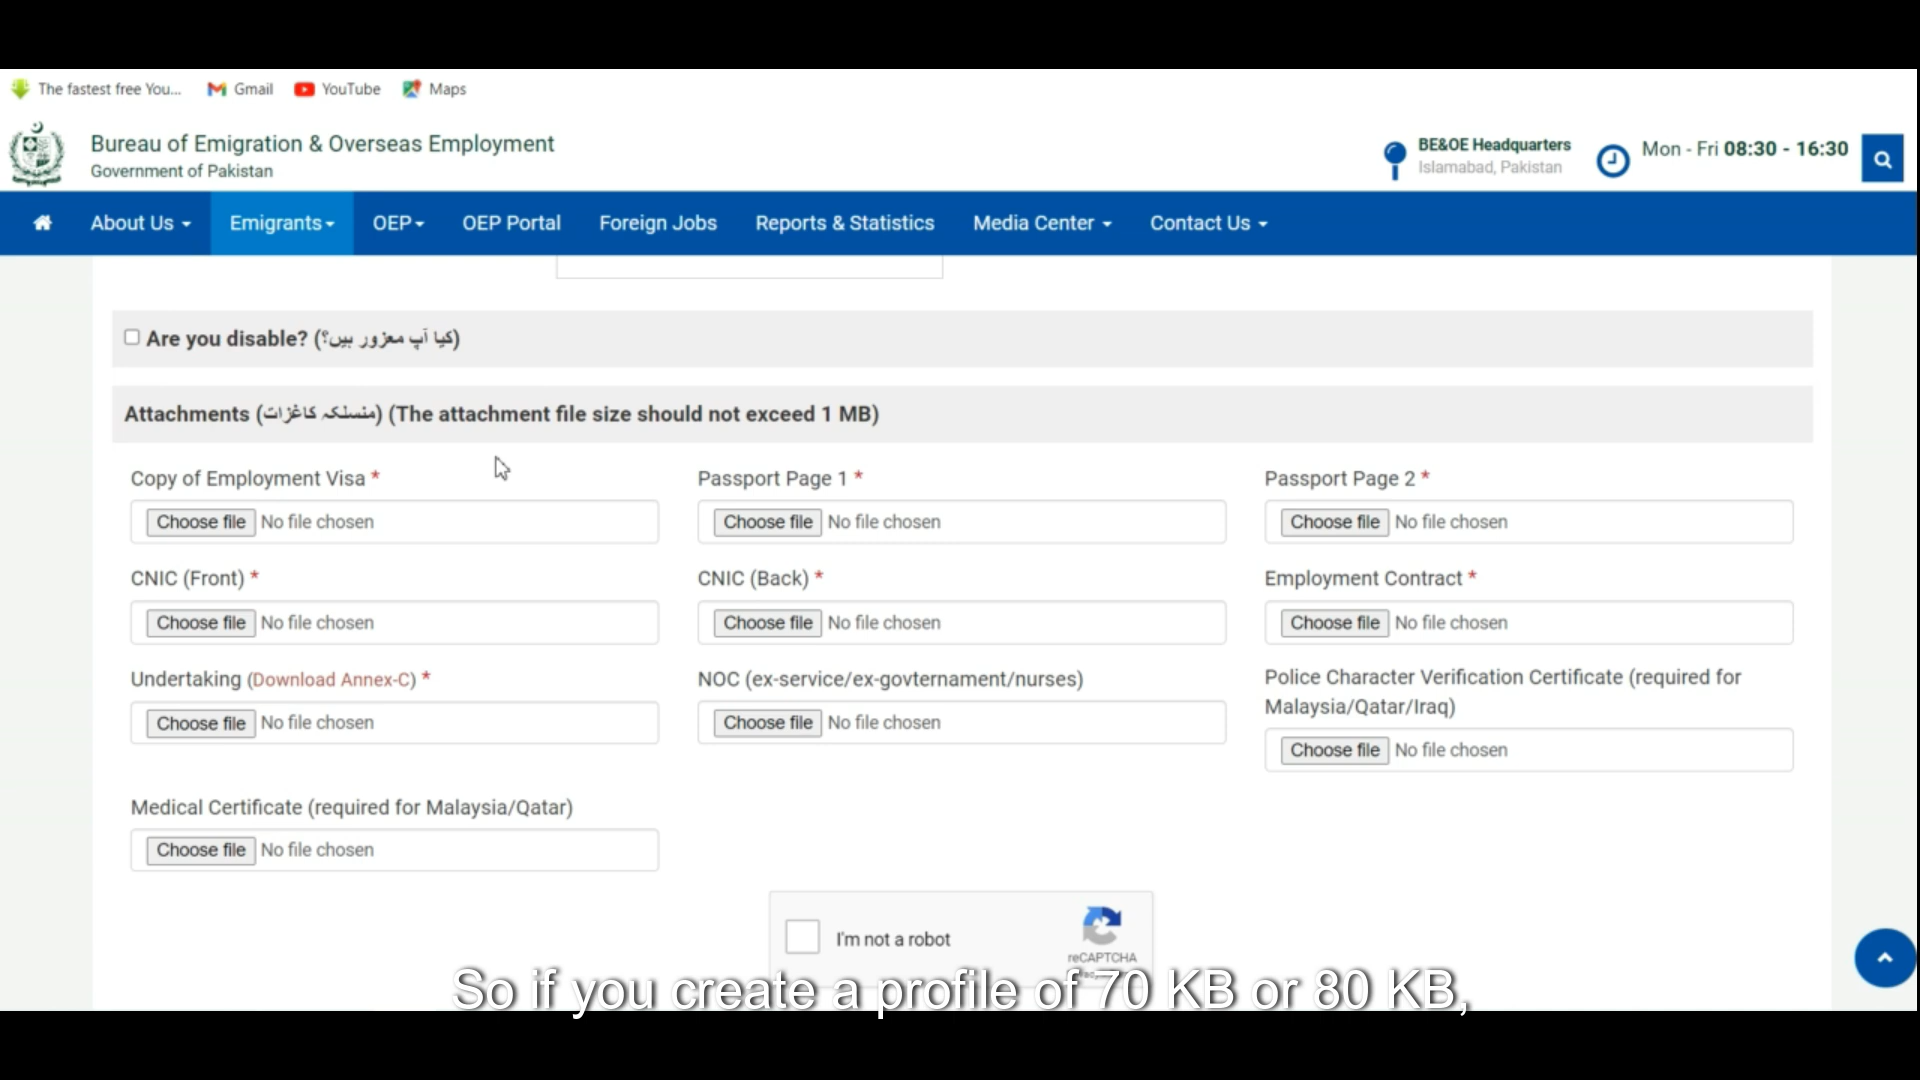 The fastest free You...
Gmail
YouTube
Maps
Bureau of Emigration & Overseas Employment
Government of Pakistan
BE&OE Headquarters
Islamabad, Pakistan
Mon - Fri 08:30 - 16:30
About Us
Emigrants
OEP
OEP Portal
Foreign Jobs
Reports & Statistics
Media Center
Contact Us
Are you disable? (کیا آپ معزور ہیں؟)
Attachments (منسلکہ کاغزات) (The attachment file size should not exceed 1 MB)
Copy of Employment Visa *
Passport Page 1 *
Passport Page 2 *
Choose file No file chosen
Choose file No file chosen
Choose file No file chosen
CNIC (Front) *
CNIC (Back) *
Employment Contract *
Choose file No file chosen
Choose file No file chosen
Choose file No file chosen
Undertaking (Download Annex-C) *
NOC (ex-service/ex-govternament/nurses)
Police Character Verification Certificate (required for
Malaysia/Qatar/Iraq)
Choose file No file chosen
Choose file No file chosen
Choose file No file chosen
Medical Certificate (required for Malaysia/Qatar)
Choose file No file chosen
I'm not a robot
reCAPTCHA
So if you create a profile of 70 KB or 80 KB,